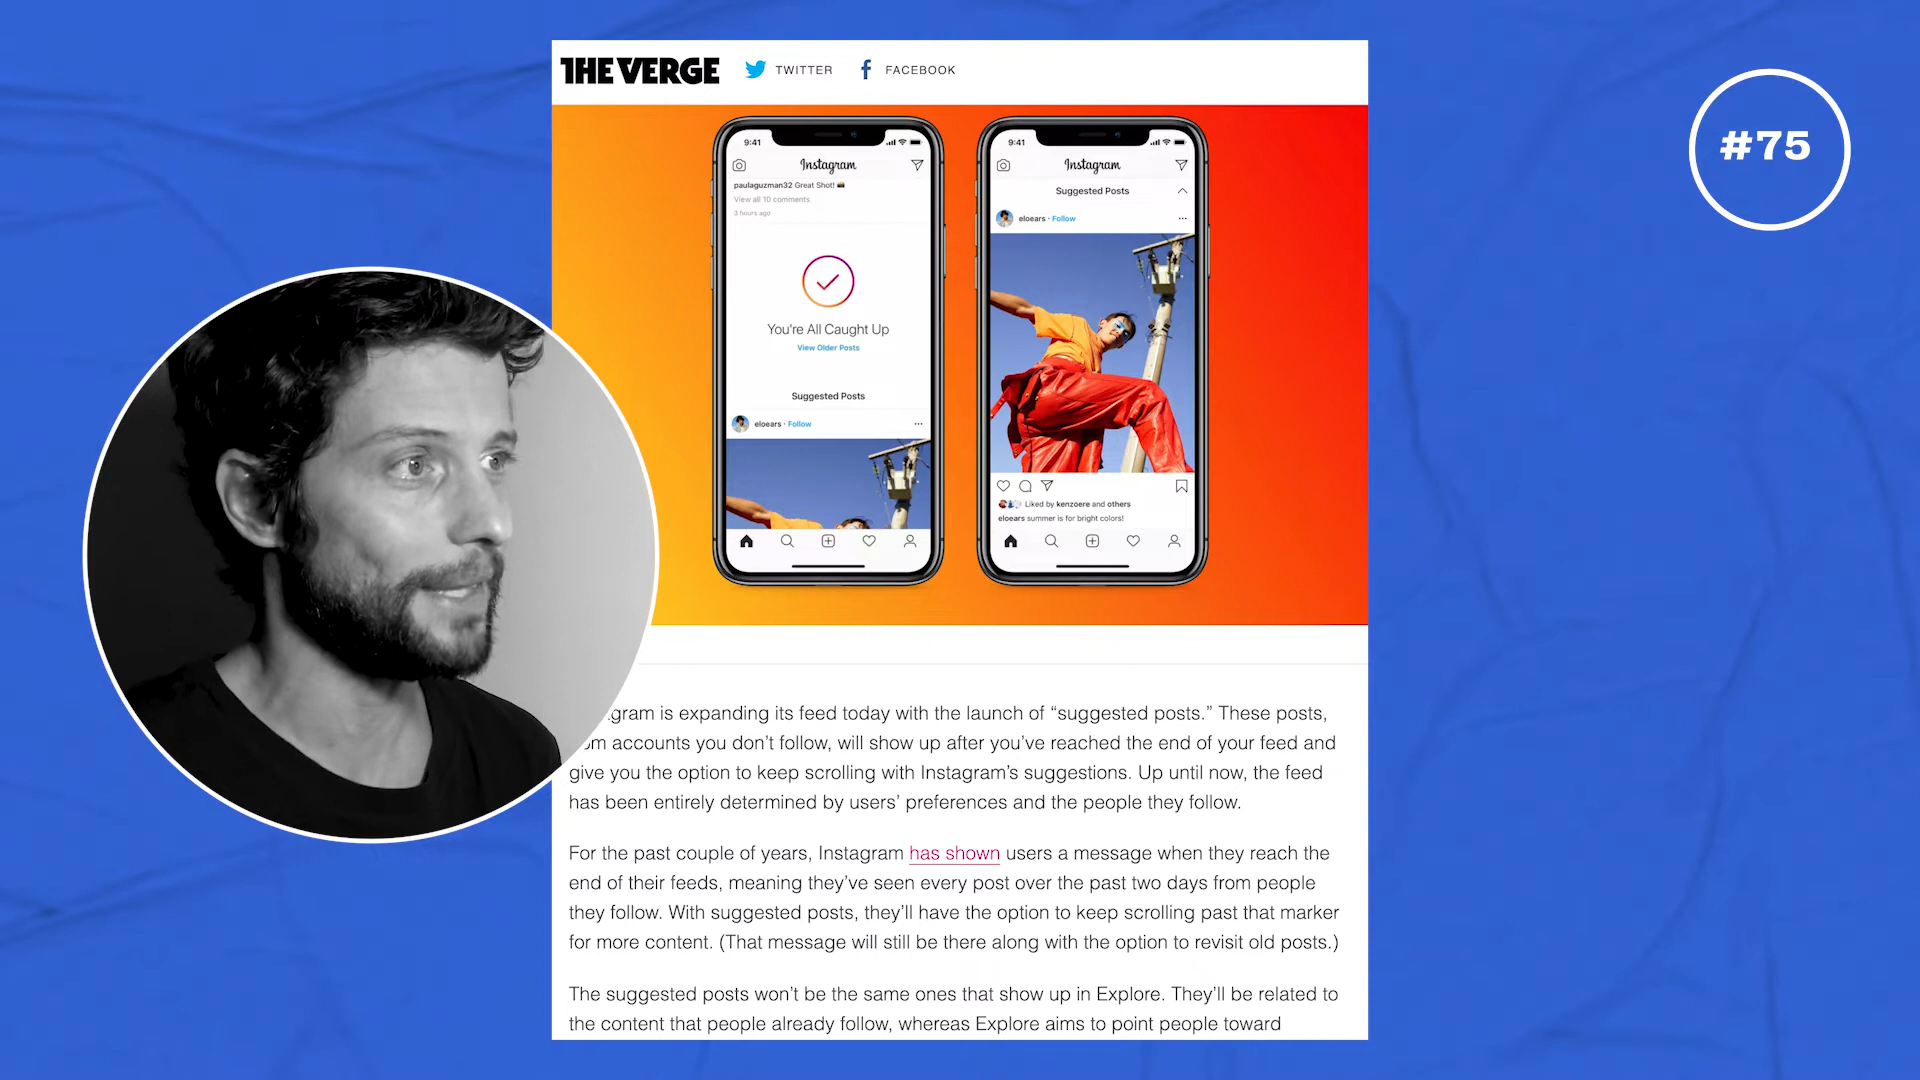 THE VERGE TWITTER FACEBOOK
#75
9:41
Instagram
paulaguzman32 Great Shot! 📸
View all 10 comments
3 hours ago
You're All Caught Up
View Older Posts
Suggested Posts
eloears · Follow
9:41
Instagram
Suggested Posts
eloears · Follow
Liked by kenzoere and others
eloears summer is for bright colors!
gram is expanding its feed today with the launch of “suggested posts.” These posts,
accounts you don’t follow, will show up after you’ve reached the end of your feed and
give you the option to keep scrolling with Instagram’s suggestions. Up until now, the feed
has been entirely determined by users’ preferences and the people they follow.
For the past couple of years, Instagram has shown users a message when they reach the
end of their feeds, meaning they’ve seen every post over the past two days from people
they follow. With suggested posts, they’ll have the option to keep scrolling past that marker
for more content. (That message will still be there along with the option to revisit old posts.)
The suggested posts won’t be the same ones that show up in Explore. They’ll be related to
the content that people already follow, whereas Explore aims to point people toward